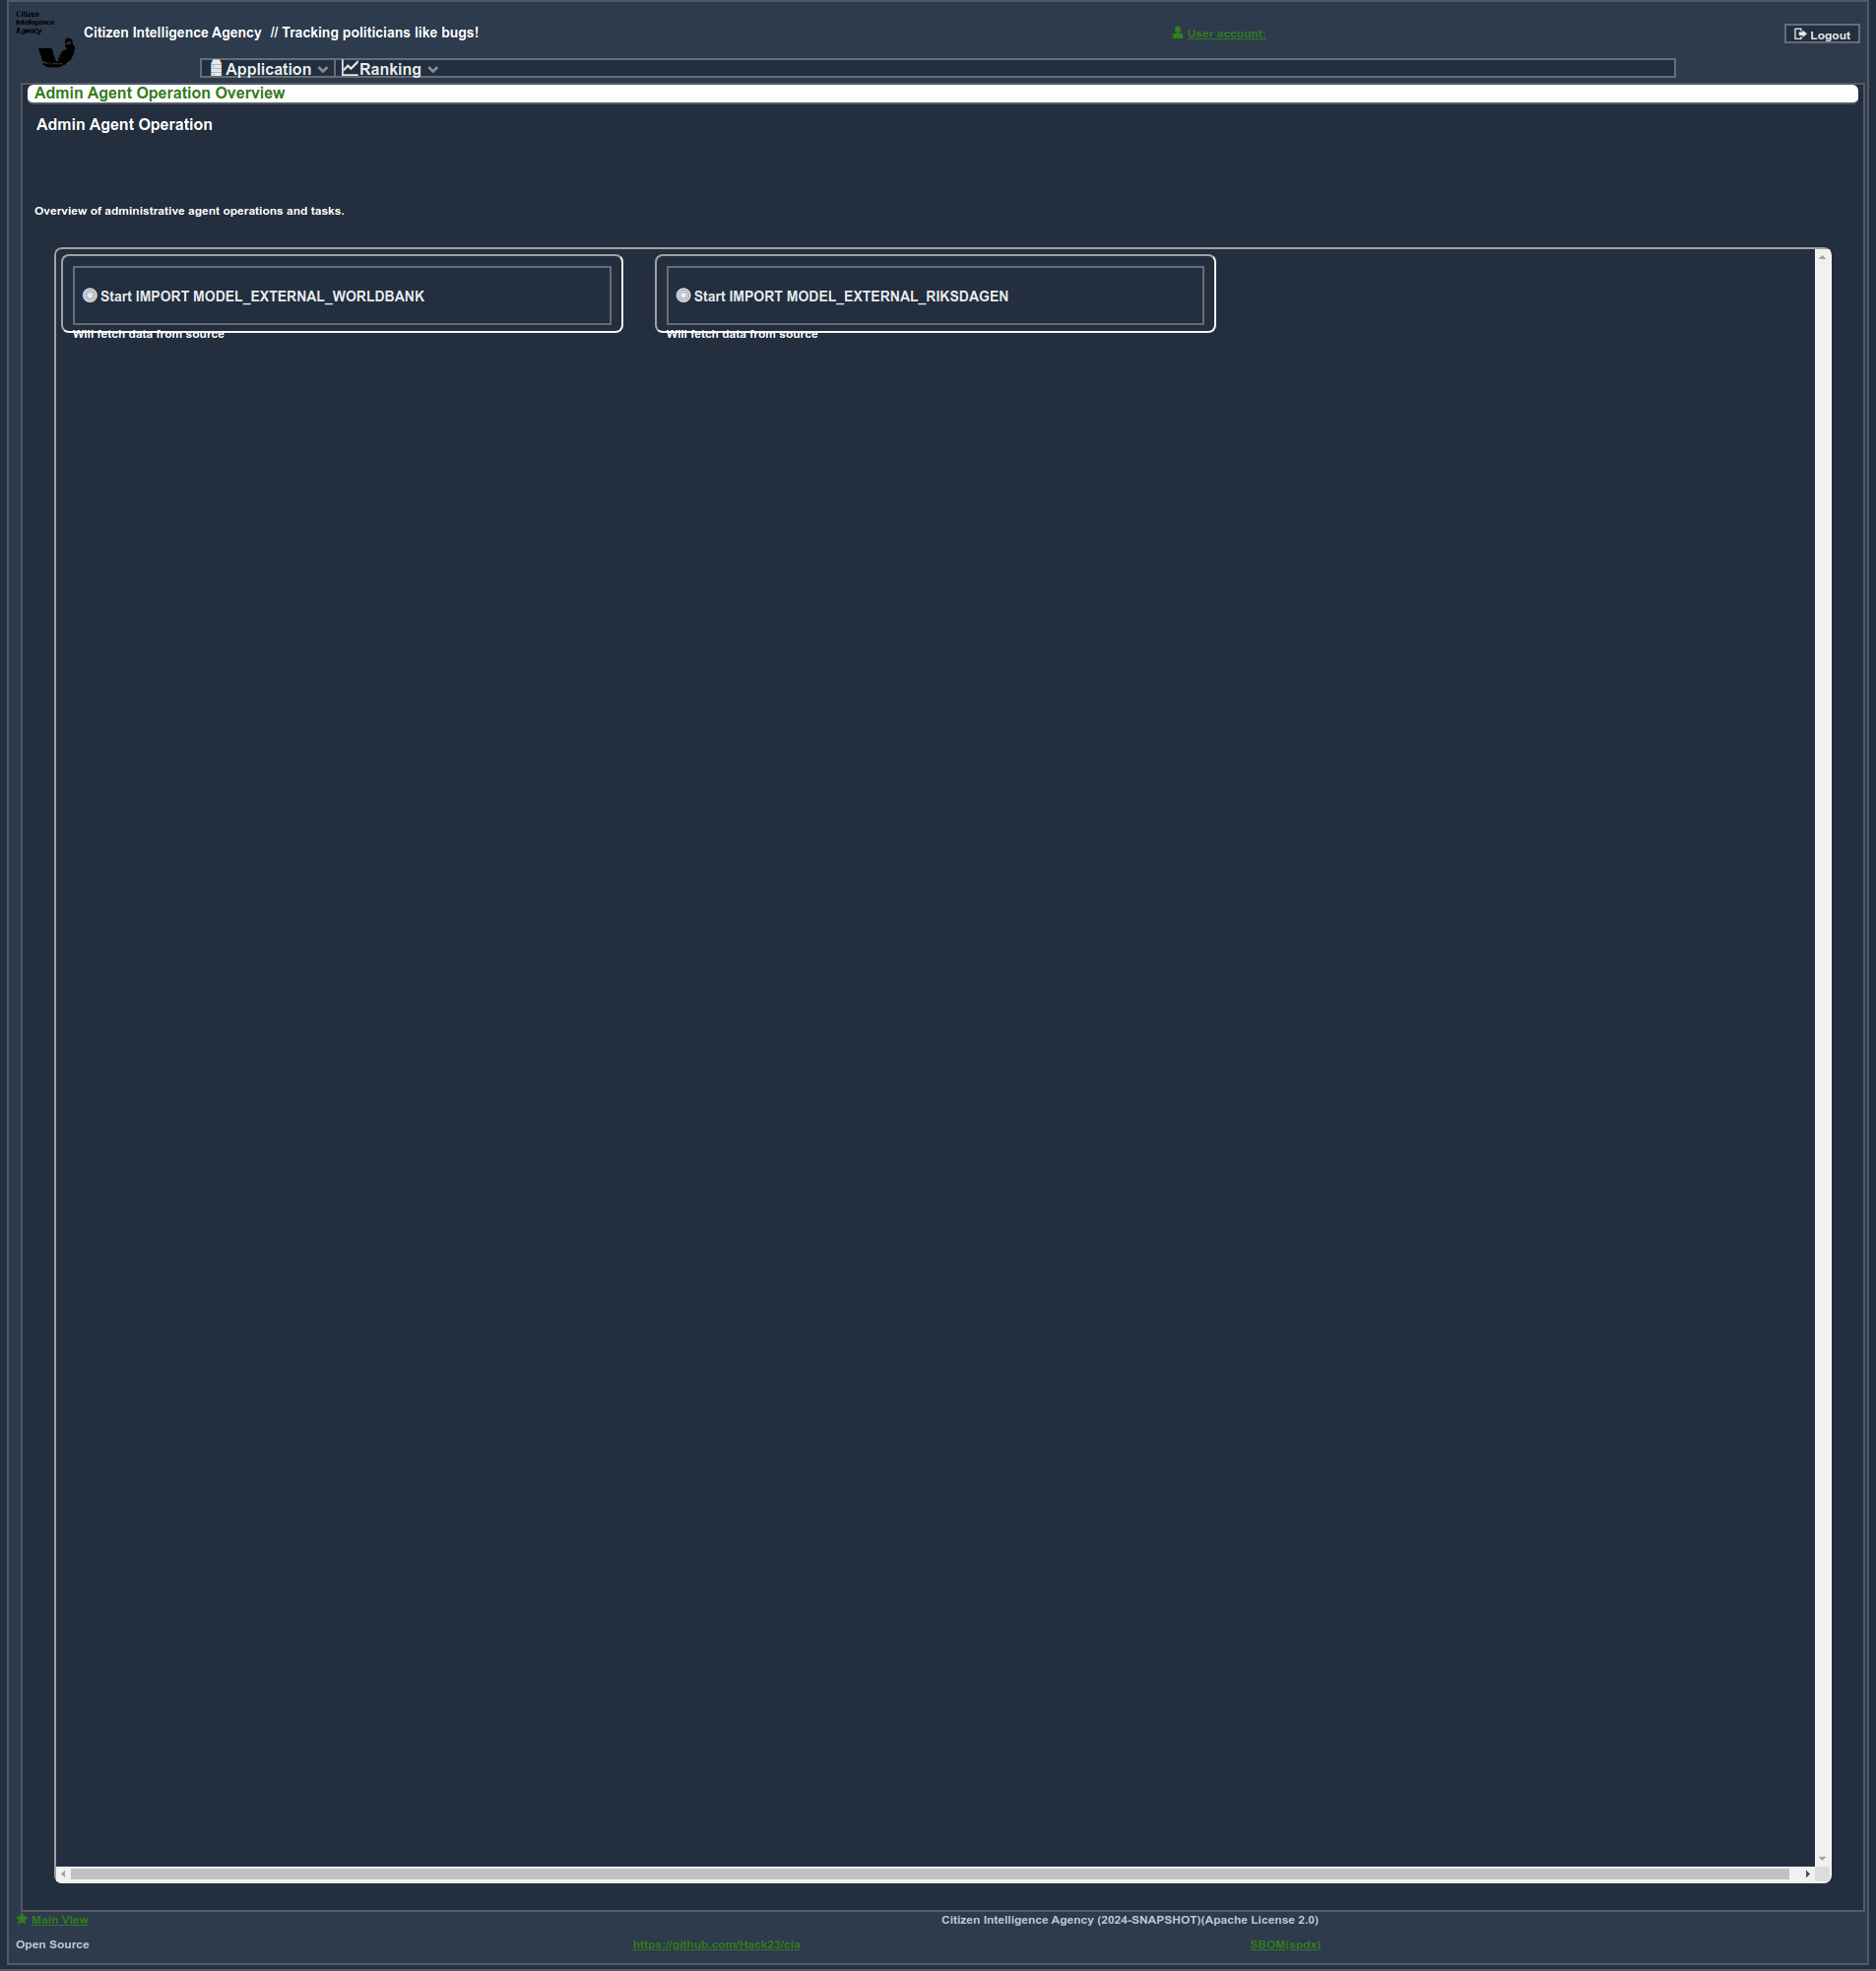 Citizen
Intelligence
Agency
Citizen Intelligence Agency // Tracking politicians like bugs!
User account:
Logout
Application
Ranking
Admin Agent Operation Overview
Admin Agent Operation
Overview of administrative agent operations and tasks.
Start IMPORT MODEL_EXTERNAL_WORLDBANK
Start IMPORT MODEL_EXTERNAL_RIKSDAGEN
Will fetch data from source
Will fetch data from source
Main View
Citizen Intelligence Agency (2024-SNAPSHOT)(Apache License 2.0)
Open Source
https://github.com/Hack23/cia
SBOM(spdx)